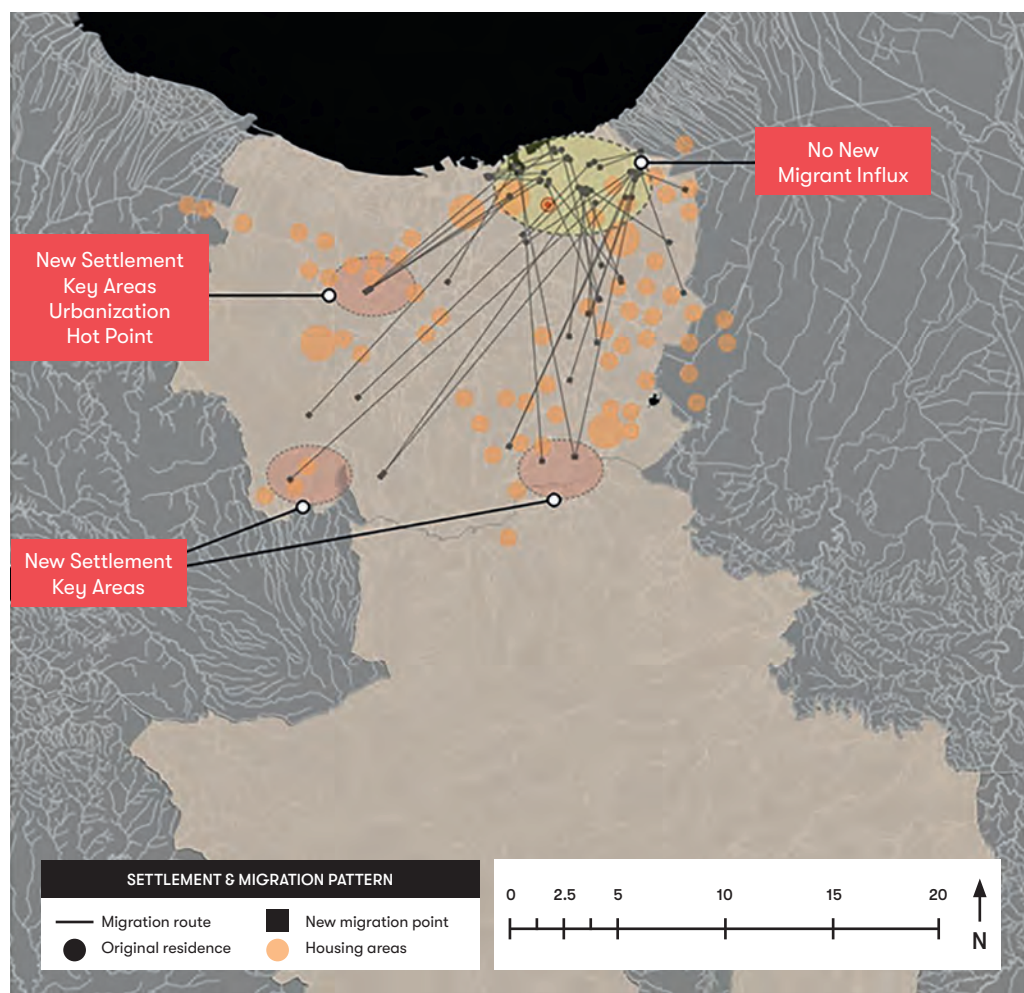 No New
Migrant Influx
New Settlement
Key Areas
Urbanization
Hot Point
New Settlement
Key Areas
SETTLEMENT & MIGRATION PATTERN
Migration route
New migration point
Original residence
Housing areas
0 2.5 5 10 15 20
N